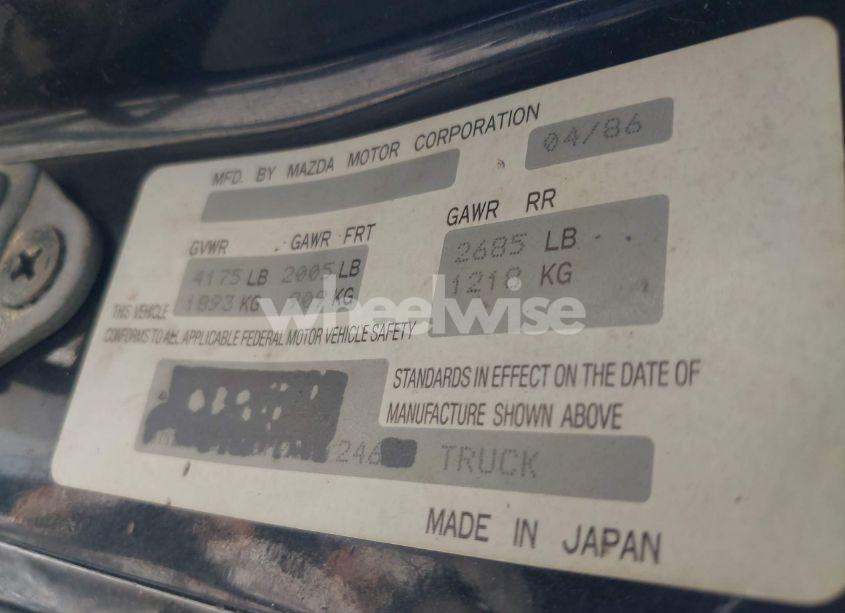 MFD. BY MAZDA MOTOR CORPORATION 04/86
GVWR GAWR FRT GAWR RR
4175 LB 2005 LB 2685 LB
1893 KG 909 KG 1218 KG
THIS VEHICLE
CONFORMS TO ALL APPLICABLE FEDERAL MOTOR VEHICLE SAFETY
STANDARDS IN EFFECT ON THE DATE OF
MANUFACTURE SHOWN ABOVE
246 TRUCK
MADE IN JAPAN
wheelwise